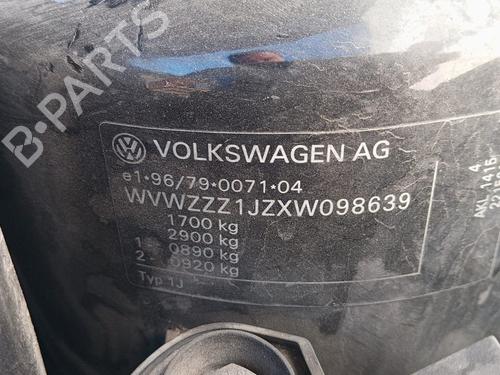 B-PARTS
VOLKSWAGEN AG
e1*96/79*0071*04
WVWZZZ1JZXW098639
1700 kg
2900 kg
1- 0890 kg
2- 0920 kg
Typ 1J